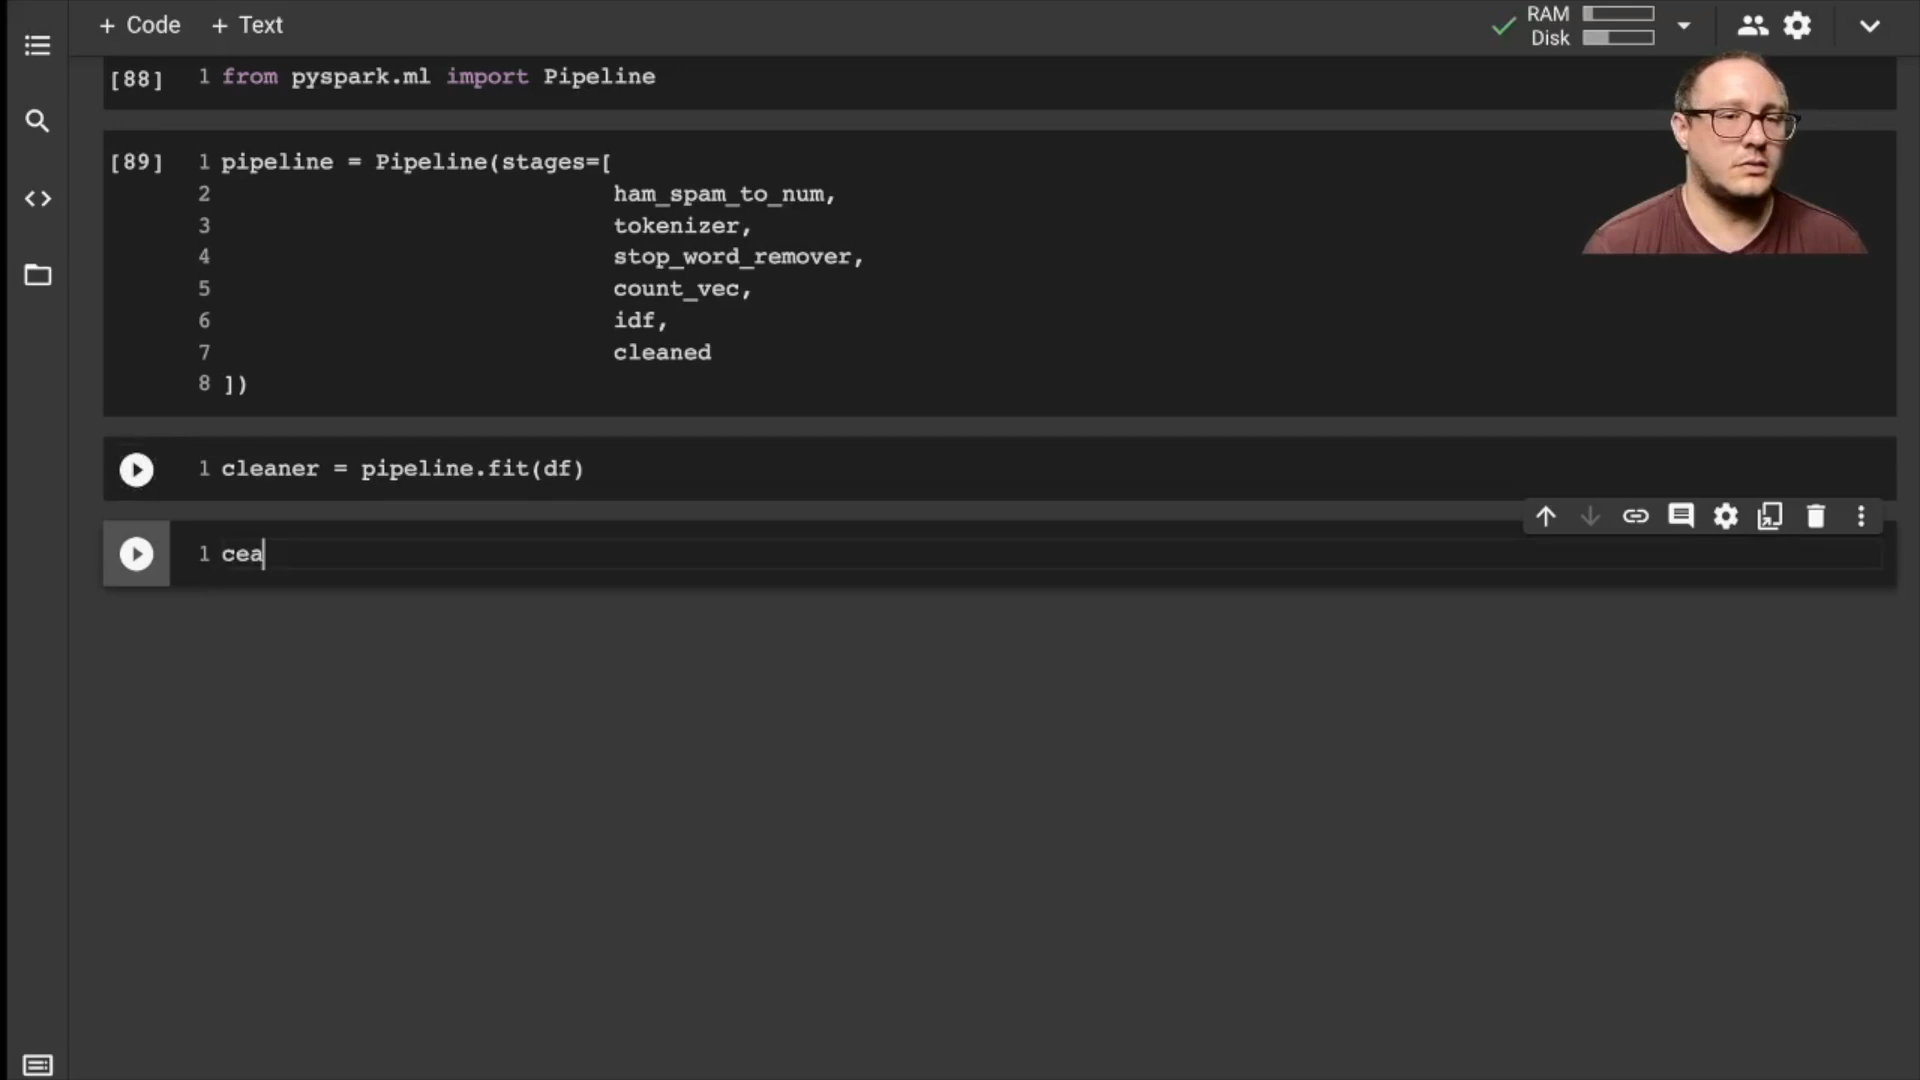 + Code + Text
RAM
Disk
[88] 1 from pyspark.ml import Pipeline
[89] 1 pipeline = Pipeline(stages=[
2 ham_spam_to_num,
3 tokenizer,
4 stop_word_remover,
5 count_vec,
6 idf,
7 cleaned
8 ])
1 cleaner = pipeline.fit(df)
1 cea